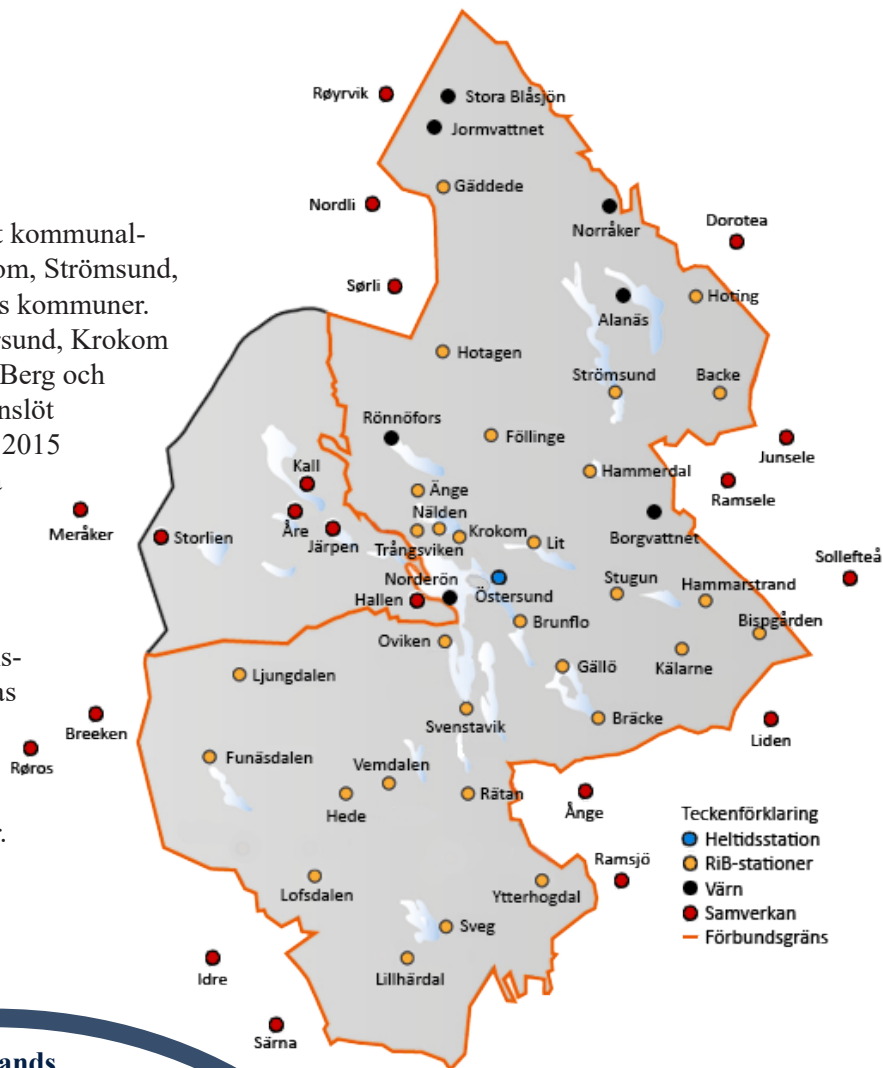 t kommunal-
om, Strömsund,
s kommuner.
rsund, Krokom
Berg och
nslöt
2015
is-
as
Røyrvik
Stora Blåsjön
Jormvattnet
Gäddede
Nordli
Norråker
Dorotea
Sørli
Alanäs
Hoting
Hotagen
Strömsund
Backe
Rönnöfors
Föllinge
Junsele
Kall
Hammerdal
Ramsele
Änge
Meråker
Storlien
Åre
Järpen
Nälden
Krokom
Trångsviken
Lit
Borgvattnet
Sollefteå
Norderön
Östersund
Hallen
Stugun
Hammarstrand
Brunflo
Bispgården
Oviken
Ljungdalen
Gällö
Kälarne
Breeken
Svenstavik
Bräcke
Liden
Røros
Funäsdalen
Vemdalen
Hede
Rätan
Ånge
Ramsjö
Lofsdalen
Ytterhogdal
Sveg
Idre
Lillhärdal
Särna
Teckenförklaring
Heltidsstation
RiB-stationer
Värn
Samverkan
Förbundsgräns
ands